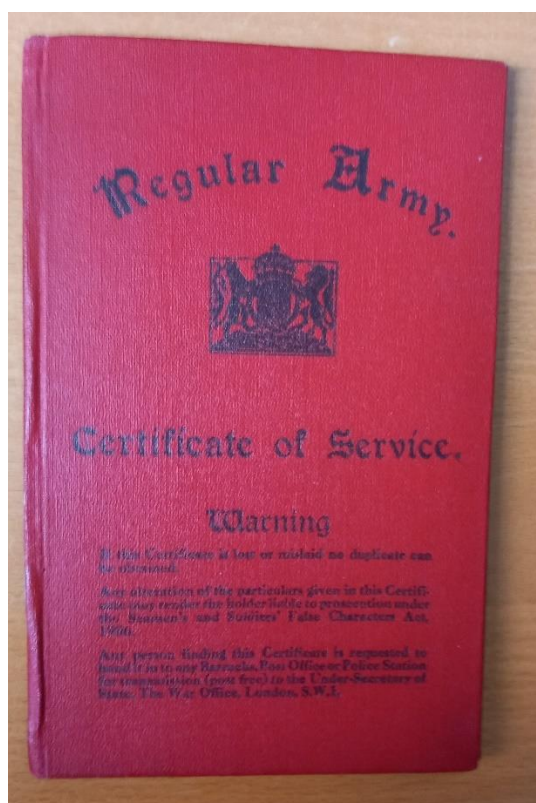 Regular Army.
Certificate of Service.
Warning
If this Certificate is lost or mislaid no duplicate can
be obtained.
Any alteration of the particulars given in this Certifi-
cate may render the holder liable to prosecution under
the Seamen's and Soldiers' False Characters Act,
1906.
Any person finding this Certificate is requested to
hand it in to any Barracks, Post Office or Police Station
for transmission (post free) to the Under-Secretary of
State, The War Office, London, S.W.1.